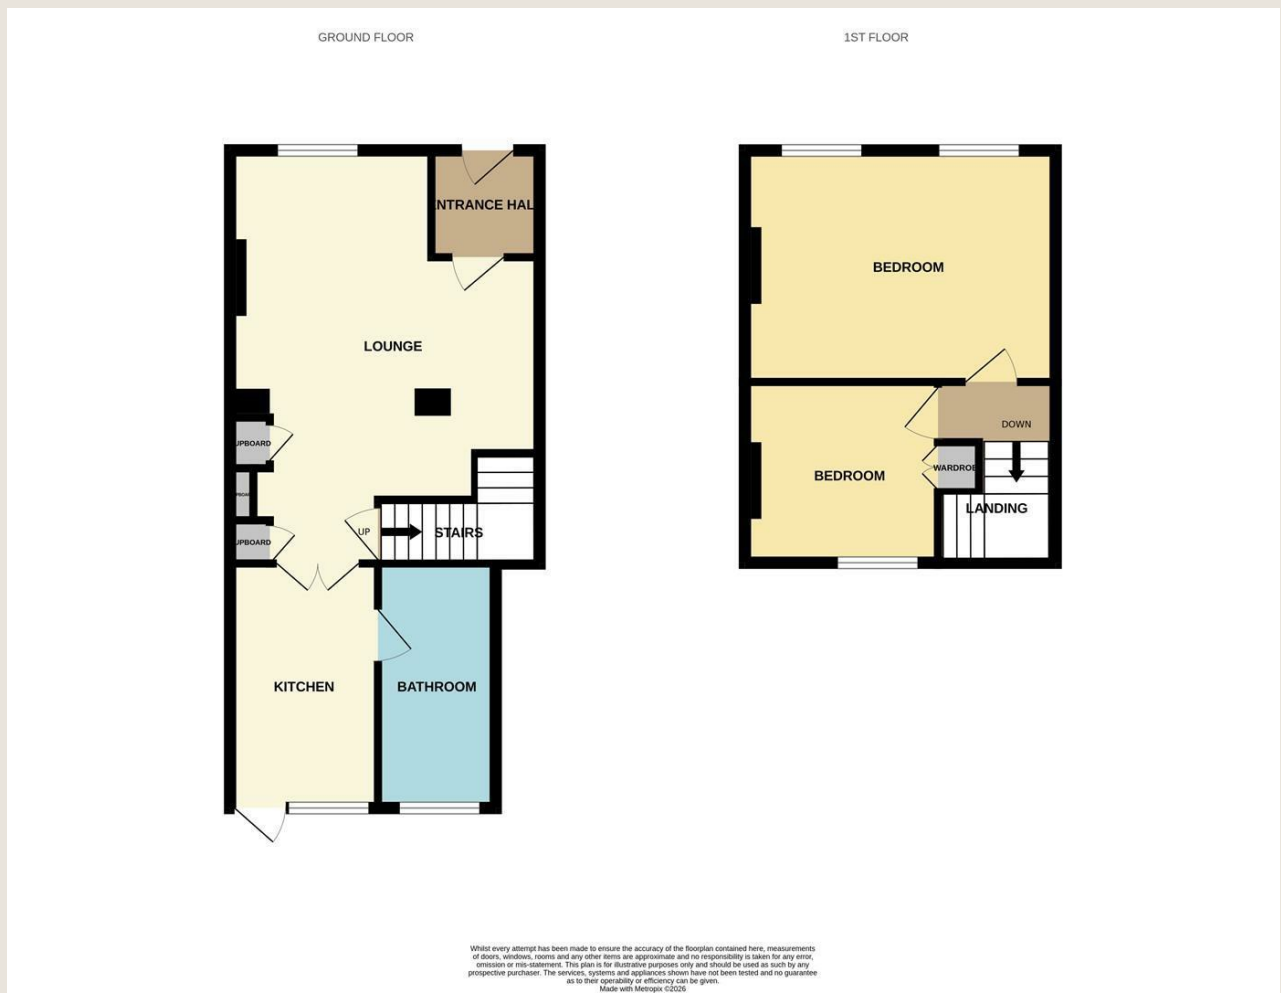 GROUND FLOOR
1ST FLOOR
ENTRANCE HALL
LOUNGE
UPBOARD
UPBOARD
UP
STAIRS
KITCHEN
BATHROOM
BEDROOM
DOWN
BEDROOM
WARDROBE
LANDING
Whilst every attempt has been made to ensure the accuracy of the floorplan contained here, measurements
of doors, windows, rooms and any other items are approximate and no responsibility is taken for any error,
omission or mis-statement. This plan is for illustrative purposes only and should be used as such by any
prospective purchaser. The services, systems and appliances shown have not been tested and no guarantee
as to their operability or efficiency can be given.
Made with Metropix ©2026